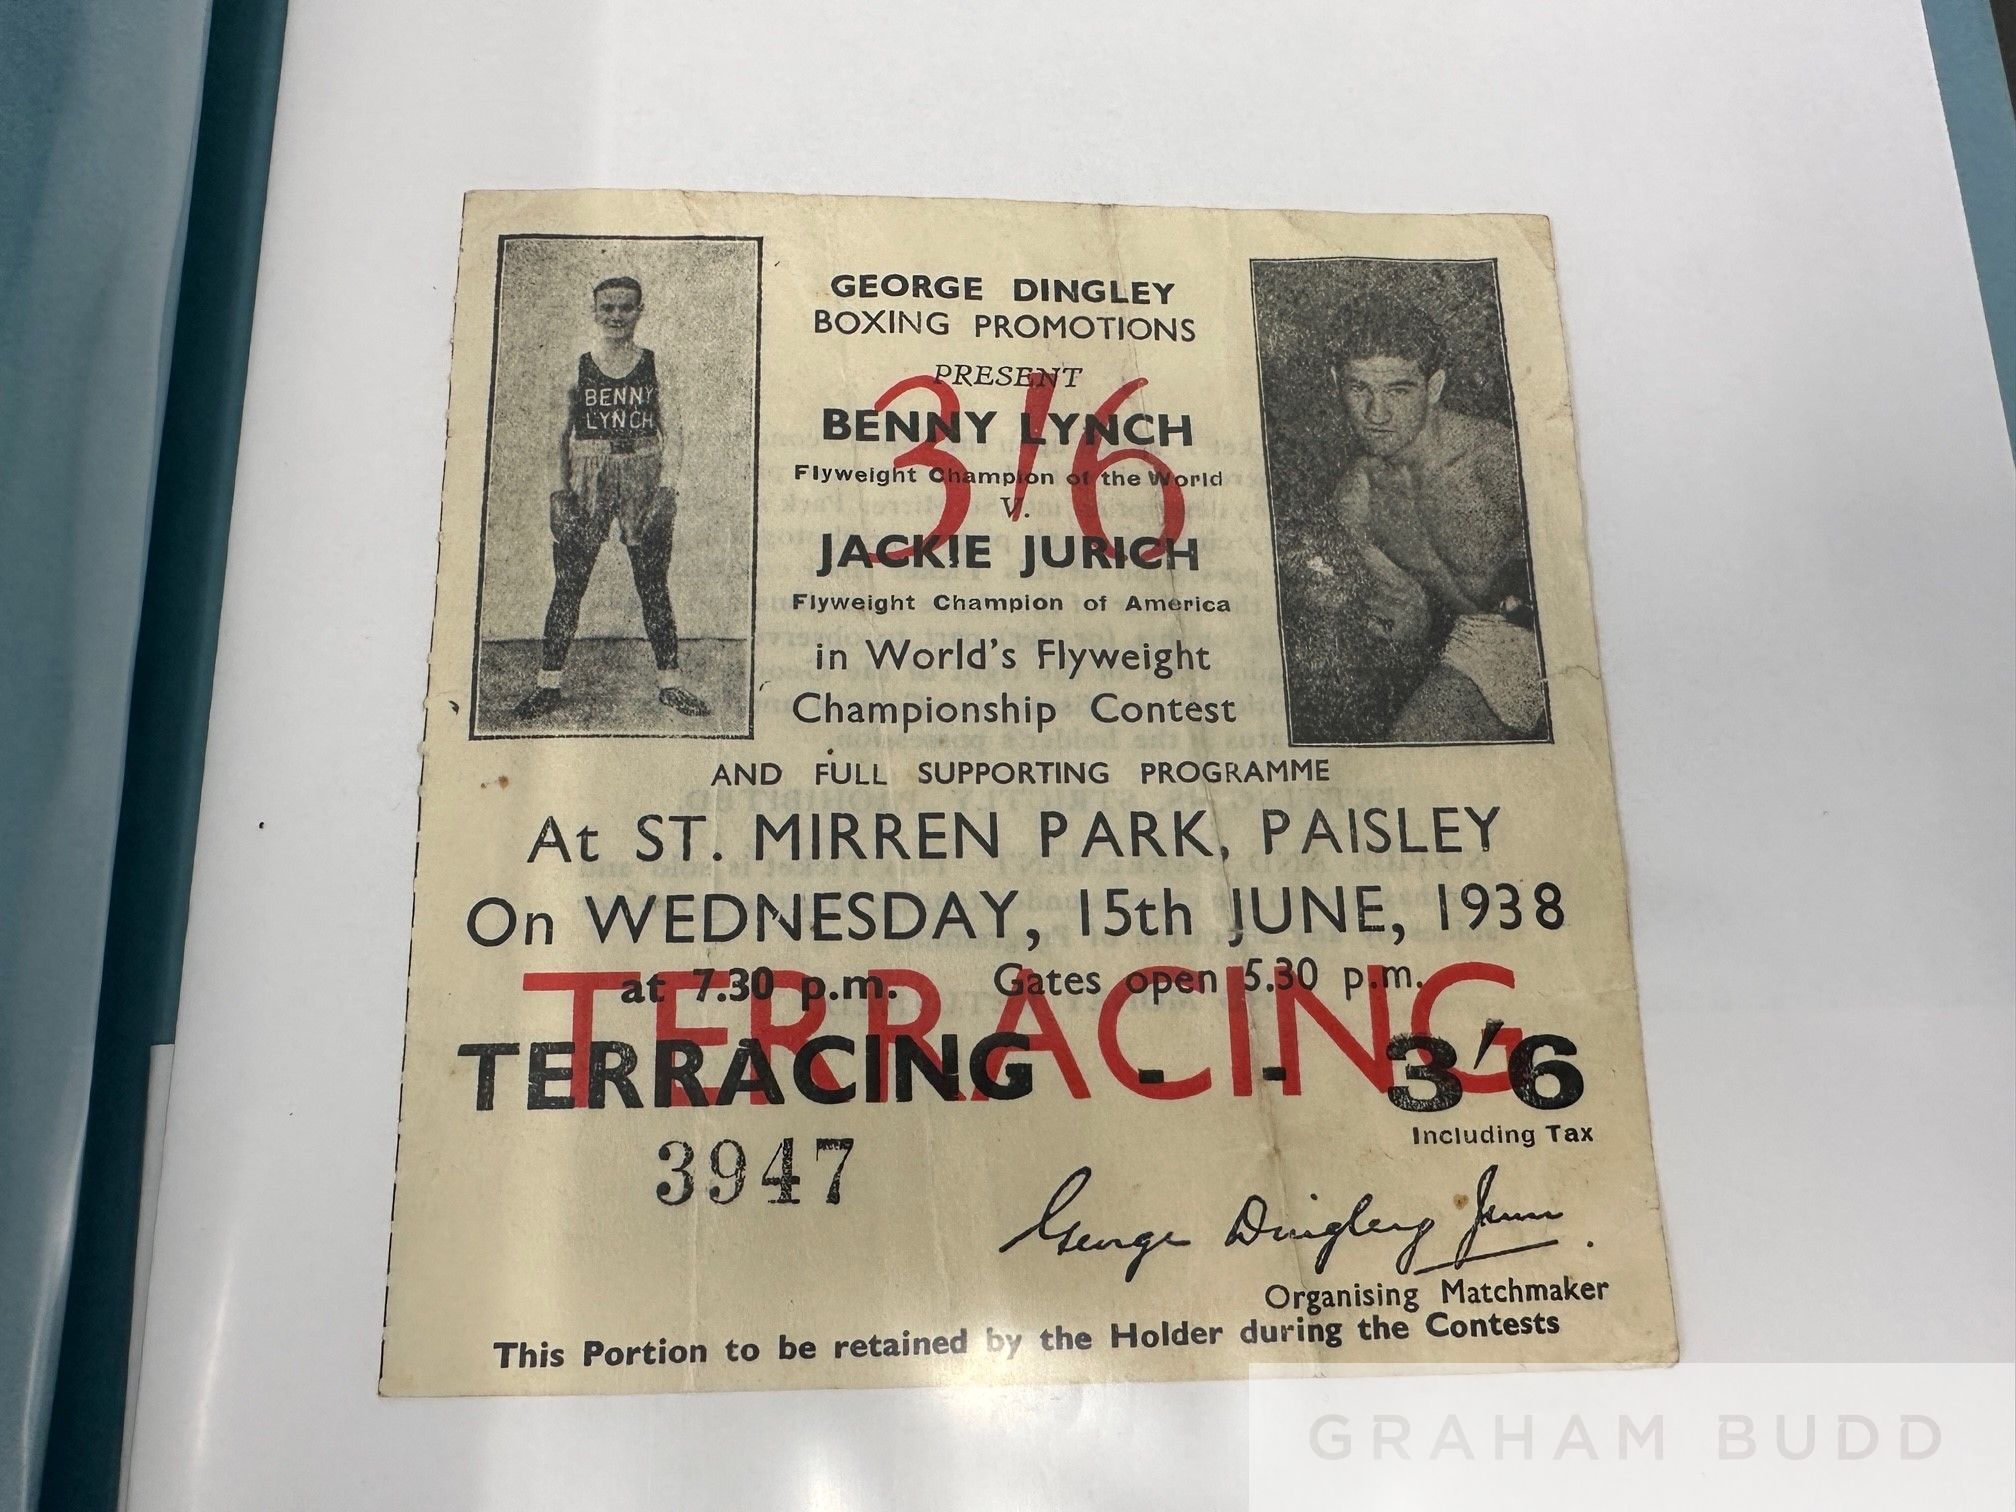 GEORGE DINGLEY
BOXING PROMOTIONS
PRESENT
3'6
BENNY LYNCH
Flyweight Champion of the World
V.
JACKIE JURICH
Flyweight Champion of America
in World's Flyweight
Championship Contest
BENNY
LYNCH
AND FULL SUPPORTING PROGRAMME
At ST. MIRREN PARK, PAISLEY
On WEDNESDAY, 15th JUNE, 1938
at 7.30 p.m. Gates open 5.30 p.m.
TERRACING
TERRACING - - 3'6
Including Tax
3947
George Dingley Junr.
Organising Matchmaker
This Portion to be retained by the Holder during the Contests
GRAHAM BUDD